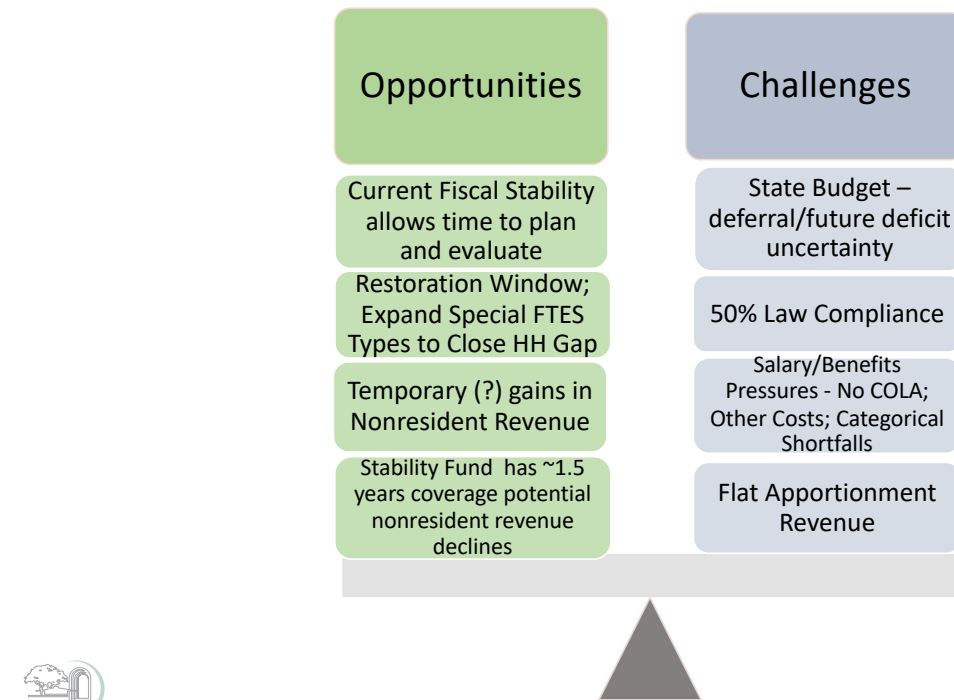 Opportunities
Current Fiscal Stability
allows time to plan
and evaluate
Restoration Window;
Expand Special FTES
Types to Close HH Gap
Temporary (?) gains in
Nonresident Revenue
Stability Fund  has ~1.5
years coverage potential
nonresident revenue
declines
Challenges
State Budget –
deferral/future deficit
uncertainty
50% Law Compliance
Salary/Benefits
Pressures - No COLA;
Other Costs; Categorical
Shortfalls
Flat Apportionment
Revenue